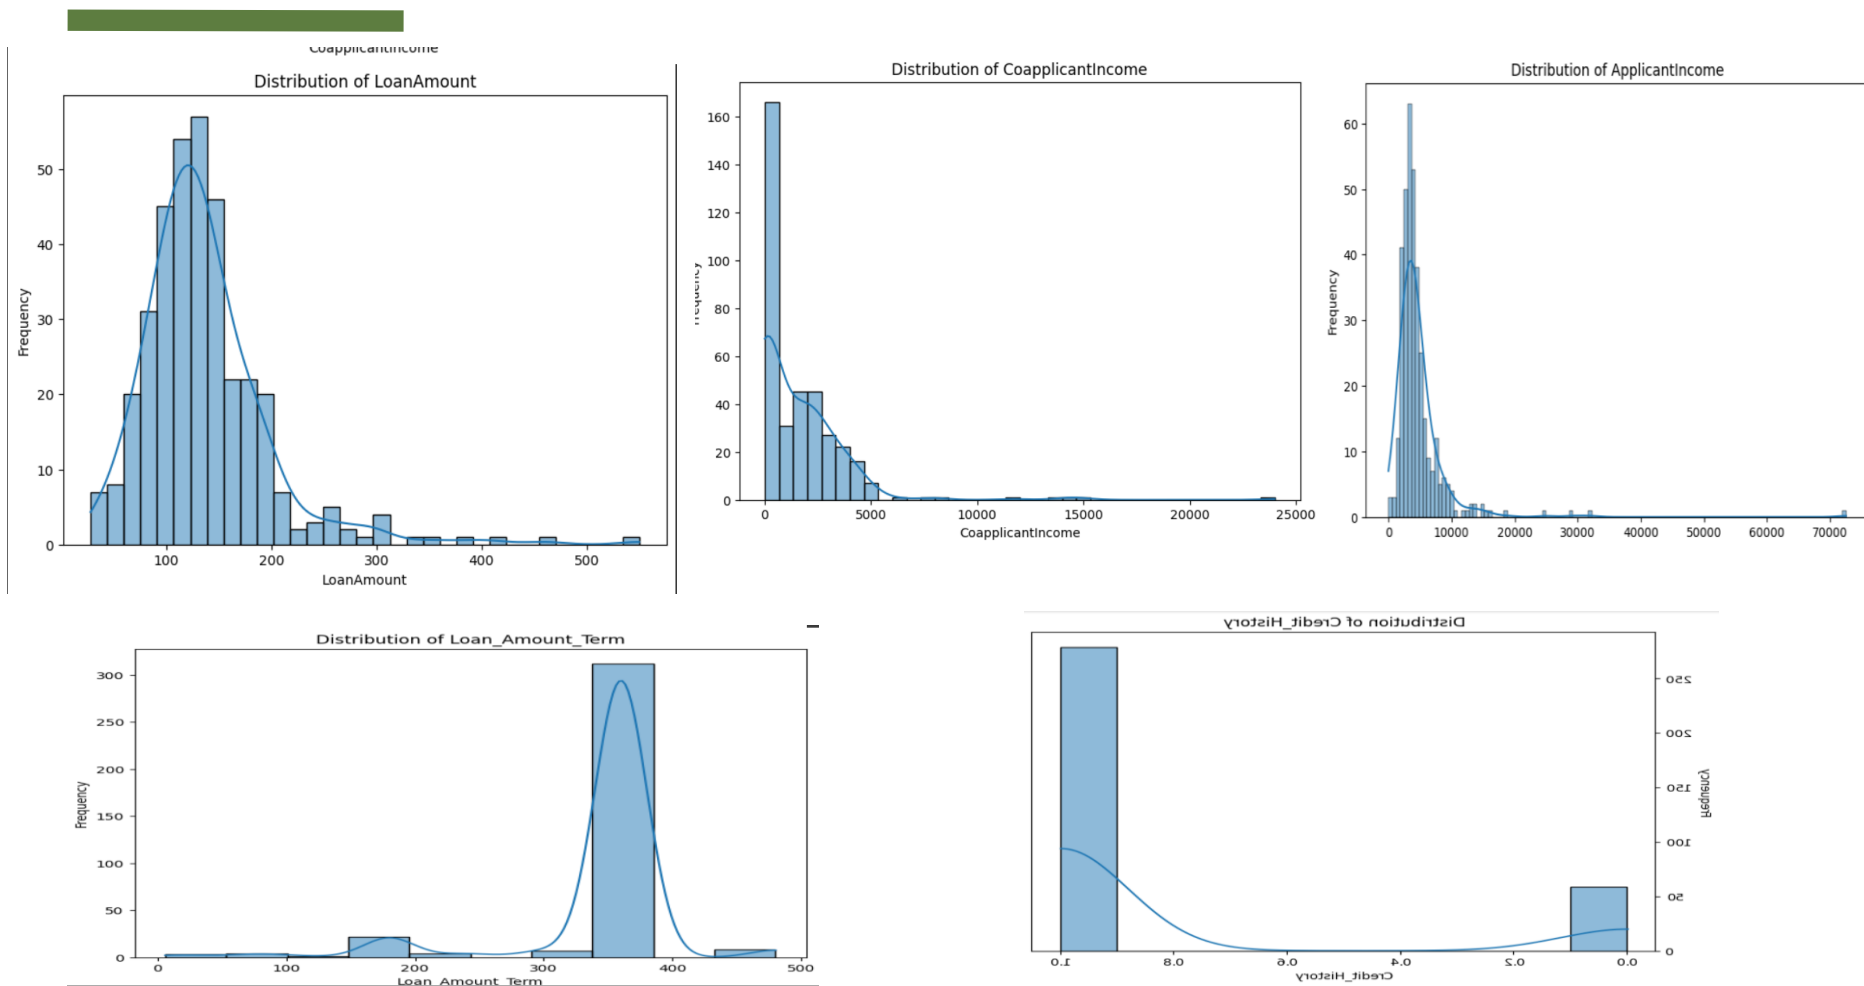 CoapplicantIncome
Distribution of LoanAmount
Frequency
50
40
30
20
10
0
100 200 300 400 500
LoanAmount
Distribution of CoapplicantIncome
Frequency
160
140
120
100
80
60
40
20
0
0 5000 10000 15000 20000 25000
CoapplicantIncome
Distribution of ApplicantIncome
Frequency
60
50
40
30
20
10
0
0 10000 20000 30000 40000 50000 60000 70000
Distribution of Loan_Amount_Term
Frequency
300
250
200
150
100
50
0
0 100 200 300 400 500
Loan_Amount_Term
Distribution of Credit_History
250
200
150
100
50
0
Frequency
1.0 0.8 0.6 0.4 0.2 0.0
Credit_History